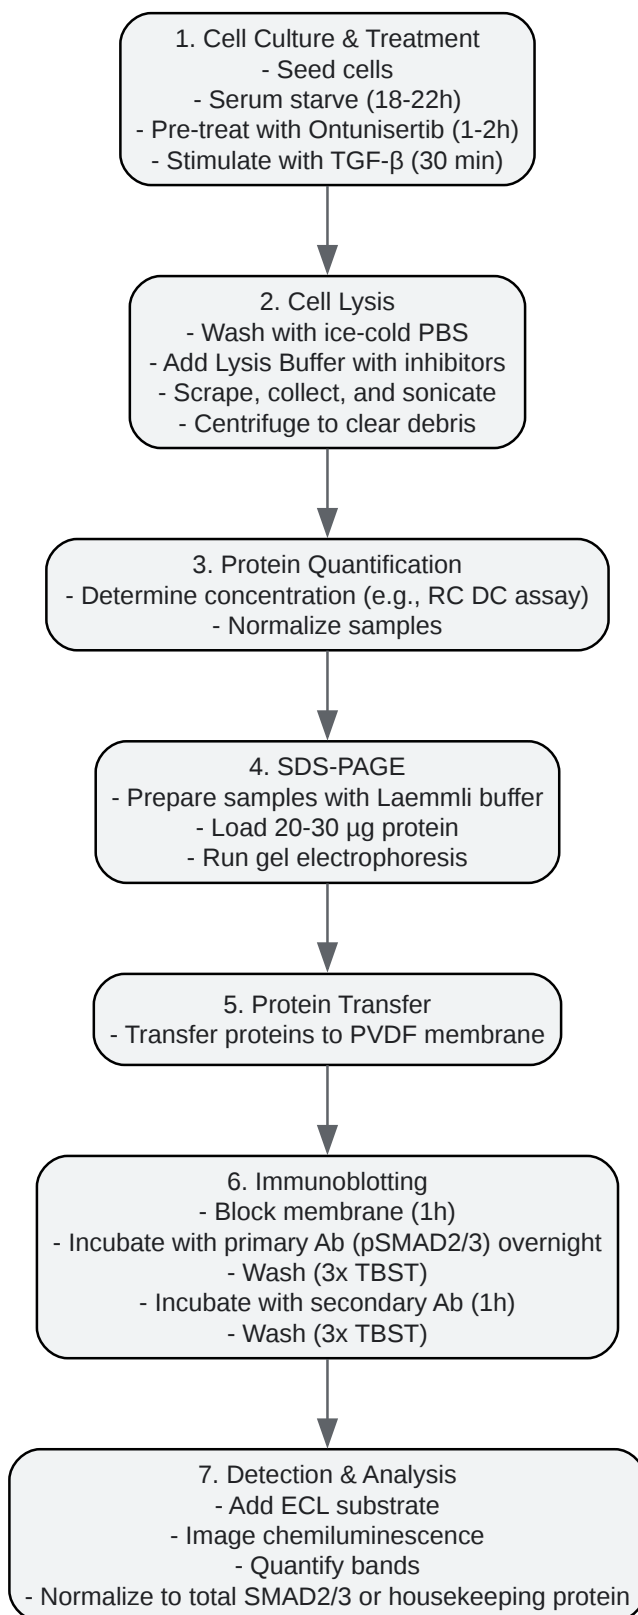 1. Cell Culture & Treatment
- Seed cells
- Serum starve (18-22h)
- Pre-treat with Ontunisertib (1-2h)
- Stimulate with TGF-β (30 min)
2. Cell Lysis
- Wash with ice-cold PBS
- Add Lysis Buffer with inhibitors
- Scrape, collect, and sonicate
- Centrifuge to clear debris
3. Protein Quantification
- Determine concentration (e.g., RC DC assay)
- Normalize samples
4. SDS-PAGE
- Prepare samples with Laemmli buffer
- Load 20-30 µg protein
- Run gel electrophoresis
5. Protein Transfer
- Transfer proteins to PVDF membrane
6. Immunoblotting
- Block membrane (1h)
- Incubate with primary Ab (pSMAD2/3) overnight
- Wash (3x TBST)
- Incubate with secondary Ab (1h)
- Wash (3x TBST)
7. Detection & Analysis
- Add ECL substrate
- Image chemiluminescence
- Quantify bands
- Normalize to total SMAD2/3 or housekeeping protein